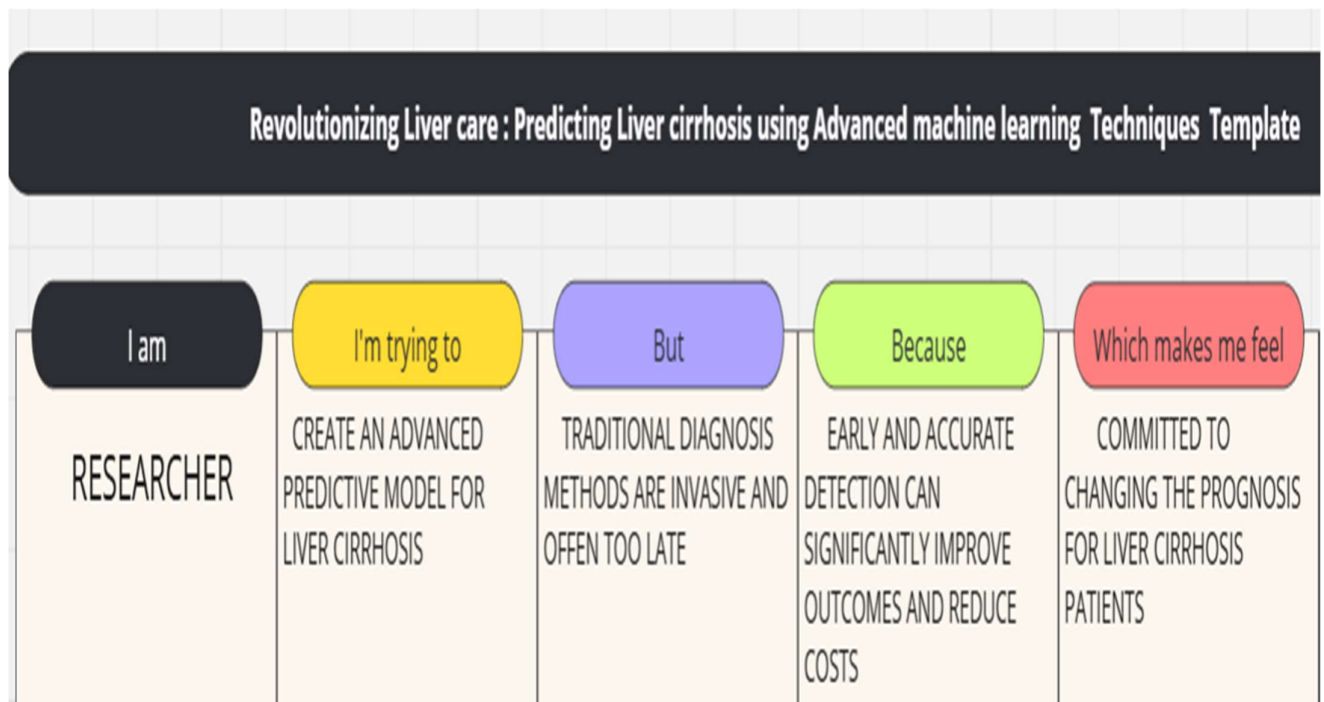 Revolutionizing Liver care : Predicting Liver cirrhosis using Advanced machine learning Techniques Template
I am
RESEARCHER
I'm trying to
CREATE AN ADVANCED
PREDICTIVE MODEL FOR
LIVER CIRRHOSIS
But
TRADITIONAL DIAGNOSIS
METHODS ARE INVASIVE AND
OFFEN TOO LATE
Because
EARLY AND ACCURATE
DETECTION CAN
SIGNIFICANTLY IMPROVE
OUTCOMES AND REDUCE
COSTS
Which makes me feel
COMMITTED TO
CHANGING THE PROGNOSIS
FOR LIVER CIRRHOSIS
PATIENTS